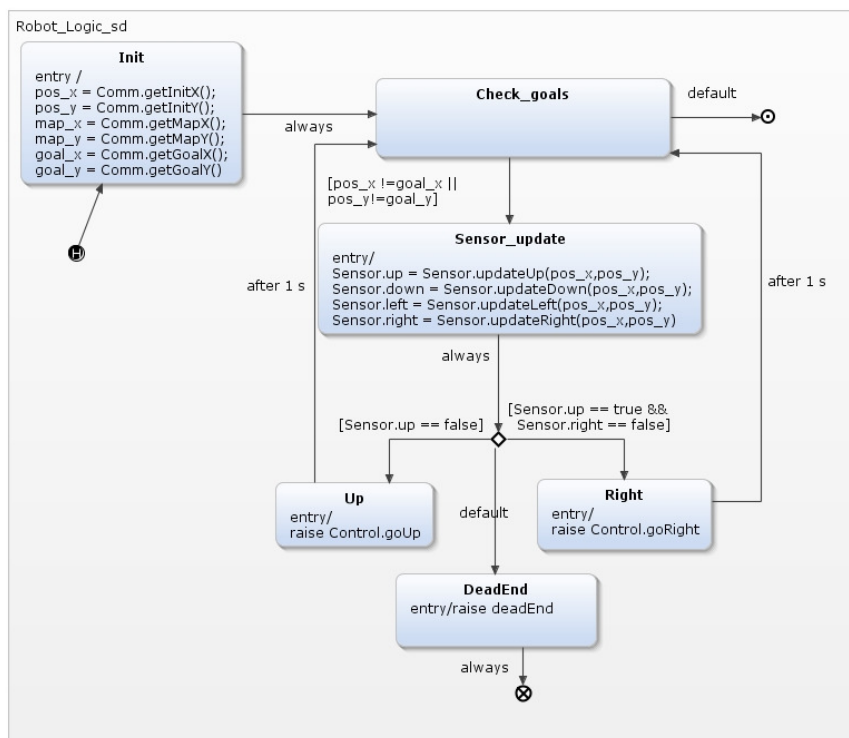 Robot_Logic_sd
Init
entry /
pos_x = Comm.getInitX();
pos_y = Comm.getInitY();
map_x = Comm.getMapX();
map_y = Comm.getMapY();
goal_x = Comm.getGoalX();
goal_y = Comm.getGoalY()
always
Check_goals
default
H
[pos_x !=goal_x ||
pos_y!=goal_y]
Sensor_update
entry/
Sensor.up = Sensor.updateUp(pos_x,pos_y);
Sensor.down = Sensor.updateDown(pos_x,pos_y);
Sensor.left = Sensor.updateLeft(pos_x,pos_y);
Sensor.right = Sensor.updateRight(pos_x,pos_y)
after 1 s
after 1 s
always
[Sensor.up == false]
[Sensor.up == true &&
Sensor.right == false]
Up
entry/
raise Control.goUp
default
Right
entry/
raise Control.goRight
DeadEnd
entry/raise deadEnd
always